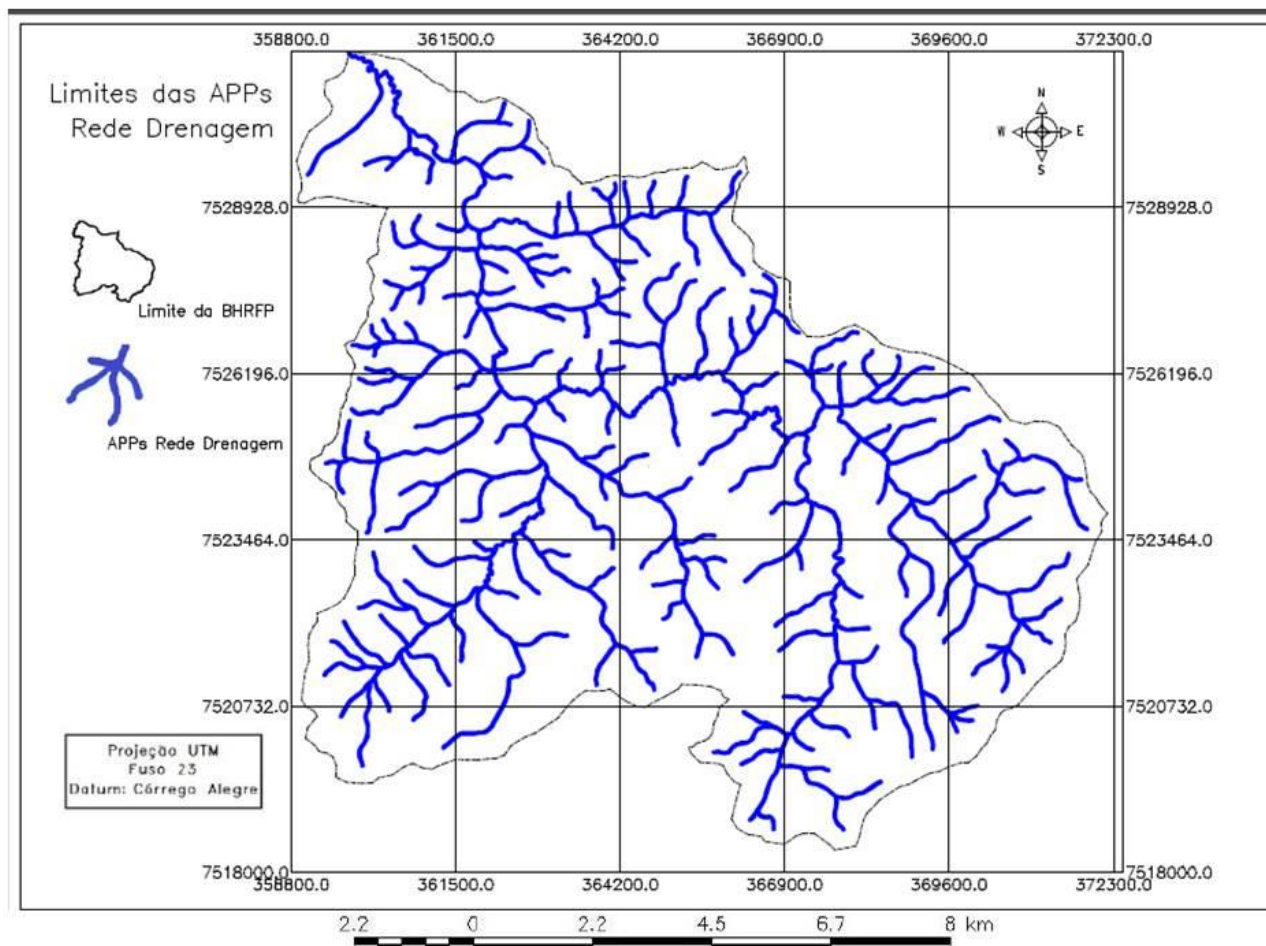 358800.0 361500.0 364200.0 366900.0 369600.0 372300.0
Limites das APPs
Rede Drenagem
N
W E
S
7528928.0 7528928.0
Limite da BHRFP
7526196.0 7526196.0
APPs Rede Drenagem
7523464.0 7523464.0
7520732.0 7520732.0
Projeção UTM
Fuso 23
Datum: Córrego Alegre
7518000.0 7518000.0
358800.0 361500.0 364200.0 366900.0 369600.0 372300.0
2.2 0 2.2 4.5 6.7 8 km